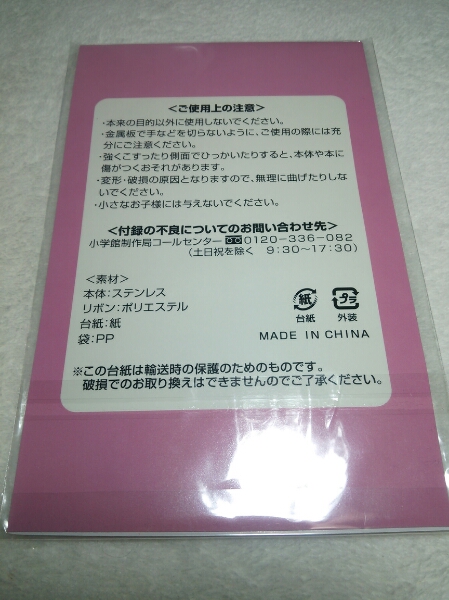 ＜ご使用上の注意＞
・本来の目的以外に使用しないでください。
・金属板で手などを切らないように、ご使用の際には充
分にご注意ください。
・強くこすったり側面でひっかいたりすると、本体や本に
傷がつくおそれがあります。
・変形・破損の原因となりますので、無理に曲げたりしな
いでください。
・小さなお子様には与えないでください。
＜付録の不良についてのお問い合わせ先＞
小学館制作局コールセンター 0120-336-082
（土日祝を除く 9:30〜17:30）
＜素材＞
本体：ステンレス
リボン：ポリエステル
台紙：紙
袋：PP
紙 プラ
台紙 外装
MADE IN CHINA
※この台紙は輸送時の保護のためのものです。
破損でのお取り換えはできませんのでご了承ください。